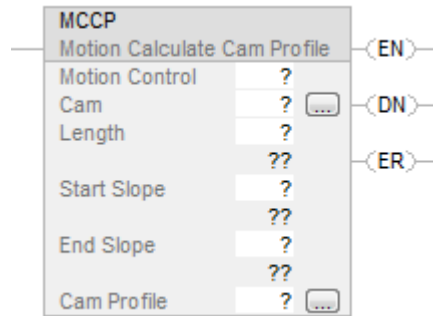 MCCP
Motion Calculate Cam Profile (EN)
Motion Control ?
Cam ? ... (DN)
Length ?
?? (ER)
Start Slope ?
??
End Slope ?
??
Cam Profile ? ...